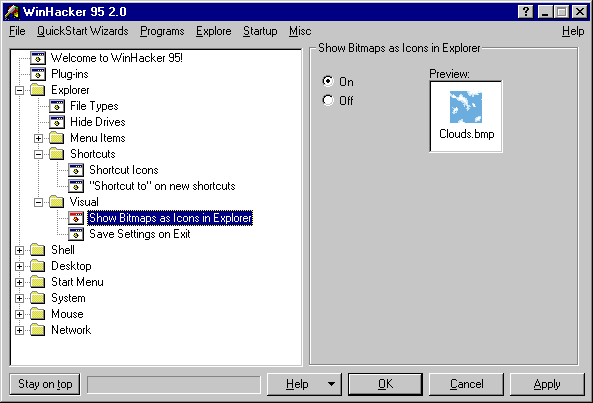 WinHacker 95 2.0
File QuickStart Wizards Programs Explore Startup Misc Help
Welcome to WinHacker 95!
Plug-ins
Explorer
File Types
Hide Drives
Menu Items
Shortcuts
Shortcut Icons
"Shortcut to" on new shortcuts
Visual
Show Bitmaps as Icons in Explorer
Save Settings on Exit
Shell
Desktop
Start Menu
System
Mouse
Network
Show Bitmaps as Icons in Explorer
On
Off
Preview:
Clouds.bmp
Stay on top Help OK Cancel Apply